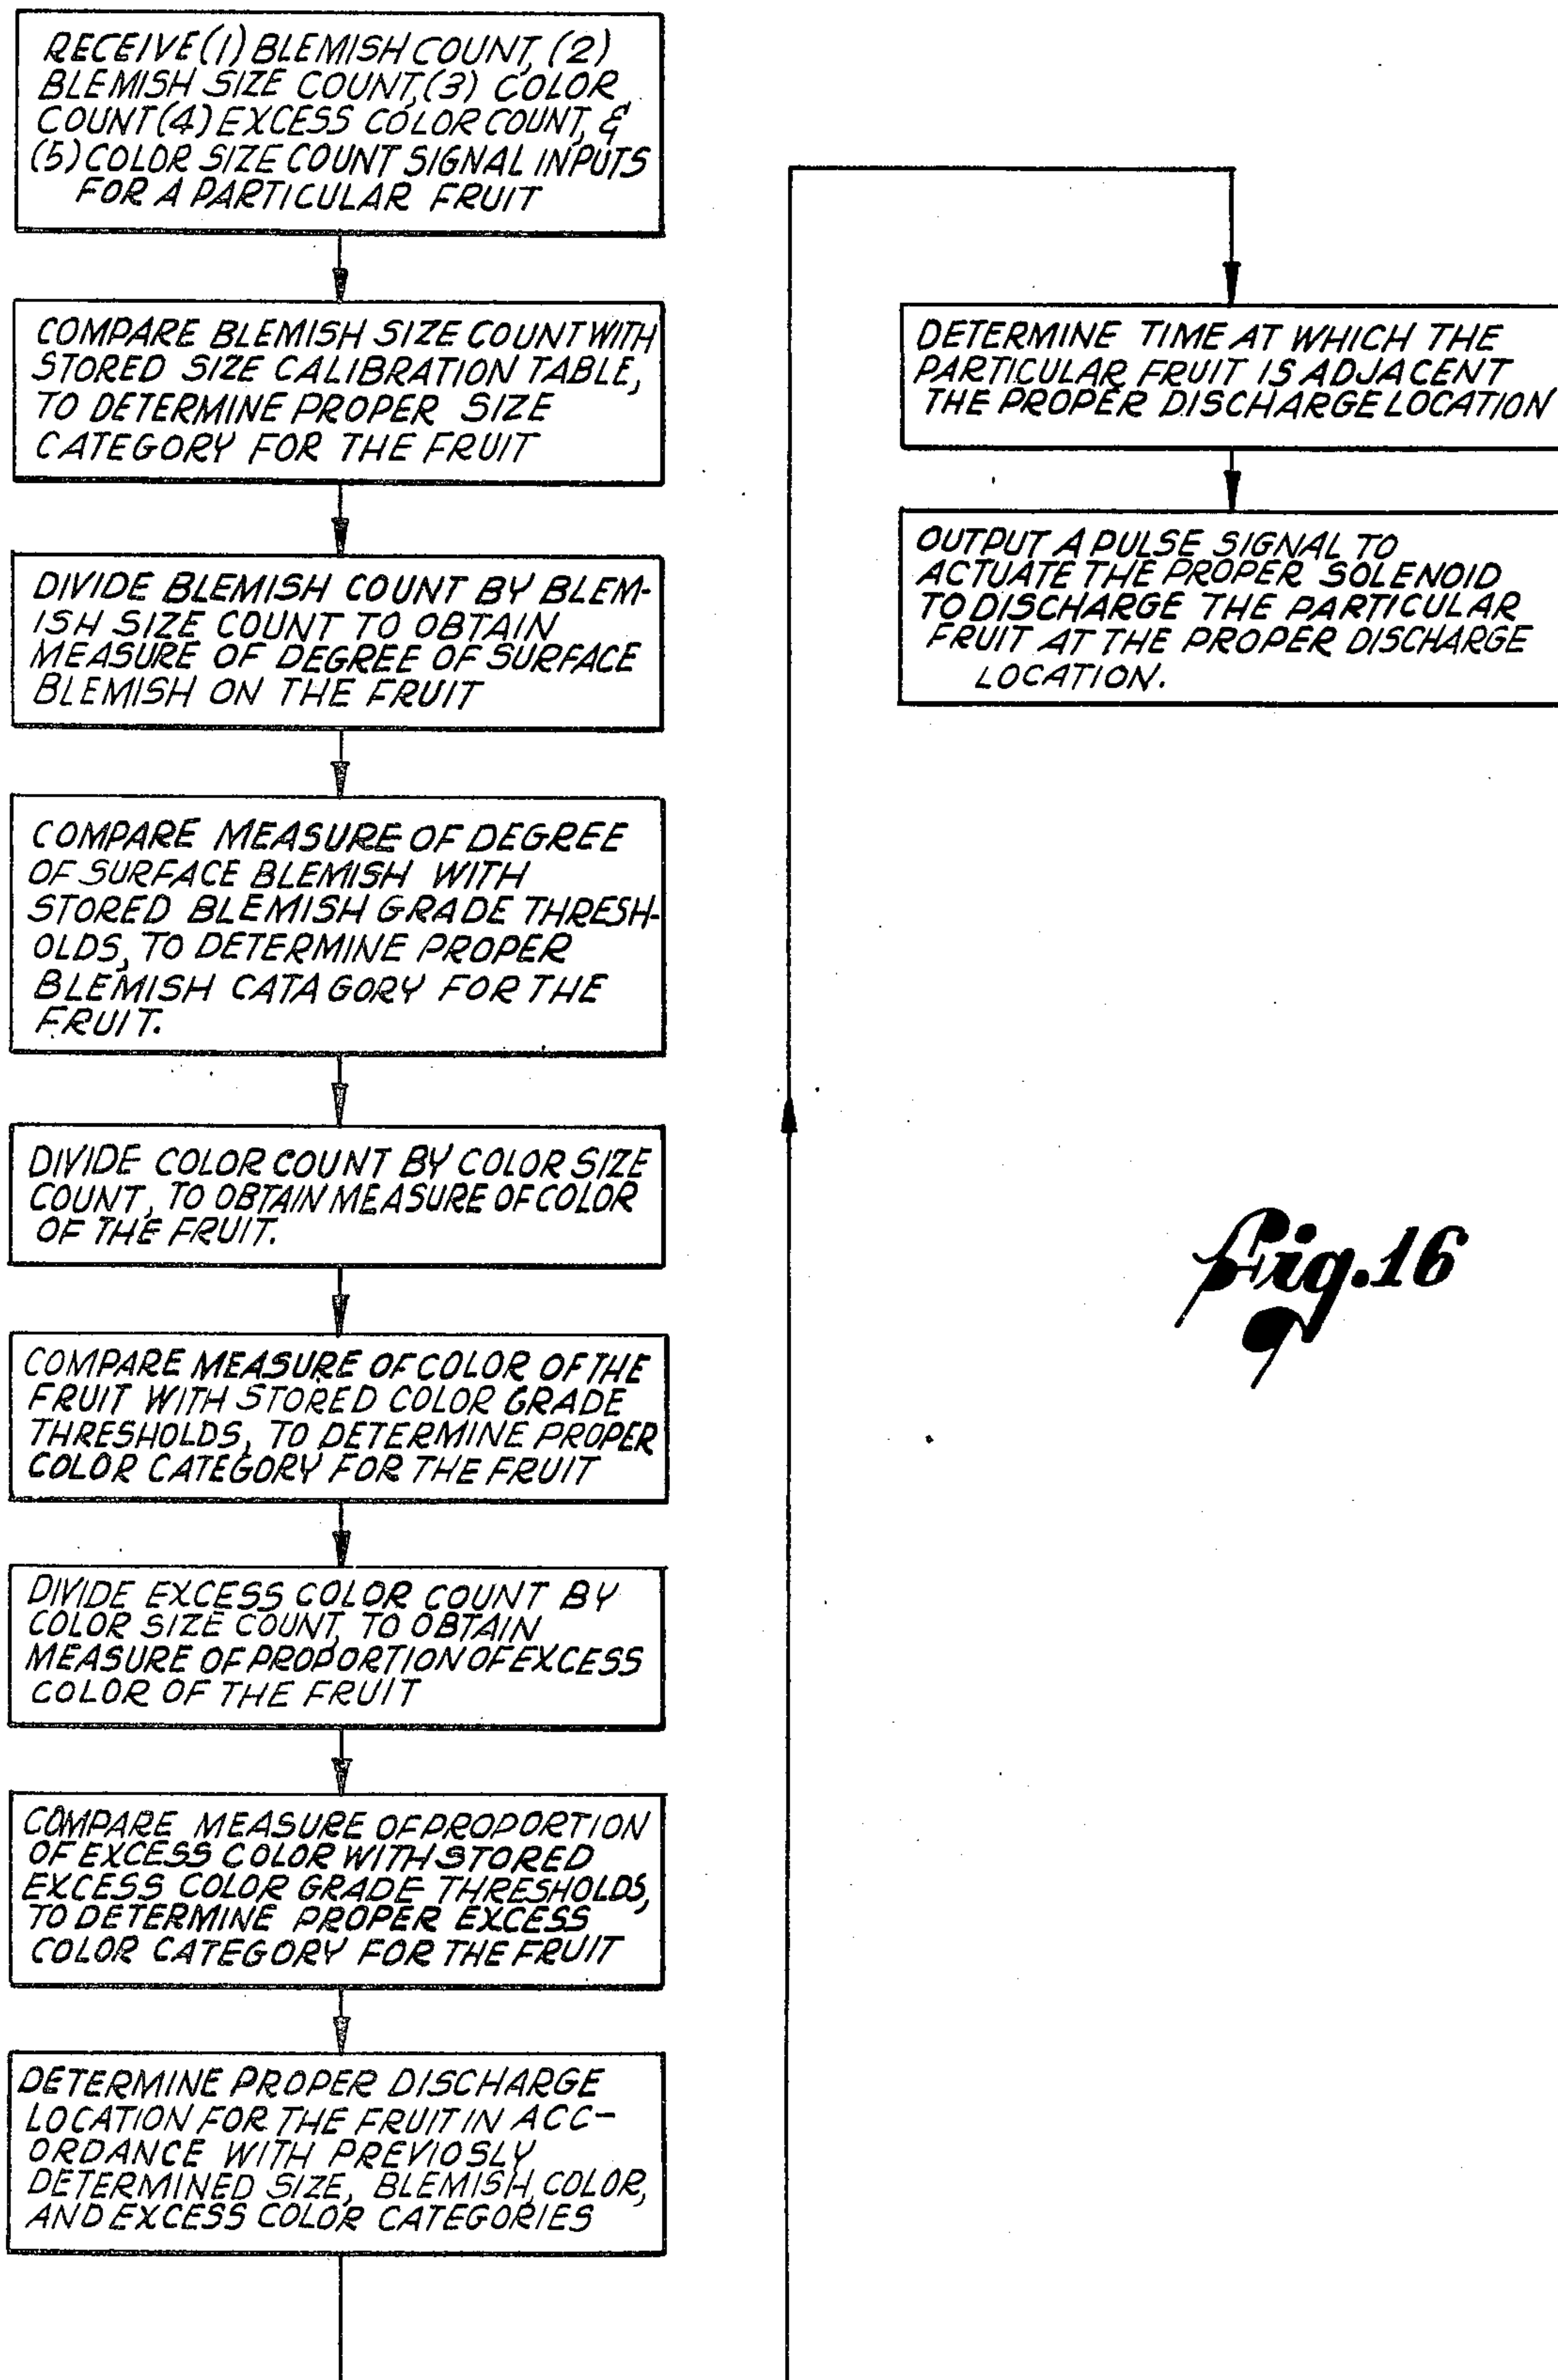 RECEIVE (1) BLEMISH COUNT, (2)
BLEMISH SIZE COUNT, (3) COLOR
COUNT (4) EXCESS COLOR COUNT, &
(5) COLOR SIZE COUNT SIGNAL INPUTS
FOR A PARTICULAR FRUIT
COMPARE BLEMISH SIZE COUNT WITH
STORED SIZE CALIBRATION TABLE,
TO DETERMINE PROPER SIZE
CATEGORY FOR THE FRUIT
DIVIDE BLEMISH COUNT BY BLEM-
ISH SIZE COUNT TO OBTAIN
MEASURE OF DEGREE OF SURFACE
BLEMISH ON THE FRUIT
COMPARE MEASURE OF DEGREE
OF SURFACE BLEMISH WITH
STORED BLEMISH GRADE THRESH-
OLDS, TO DETERMINE PROPER
BLEMISH CATAGORY FOR THE
FRUIT.
DIVIDE COLOR COUNT BY COLOR SIZE
COUNT, TO OBTAIN MEASURE OF COLOR
OF THE FRUIT.
COMPARE MEASURE OF COLOR OF THE
FRUIT WITH STORED COLOR GRADE
THRESHOLDS, TO DETERMINE PROPER
COLOR CATEGORY FOR THE FRUIT
DIVIDE EXCESS COLOR COUNT BY
COLOR SIZE COUNT, TO OBTAIN
MEASURE OF PROPORTION OF EXCESS
COLOR OF THE FRUIT
COMPARE MEASURE OF PROPORTION
OF EXCESS COLOR WITH STORED
EXCESS COLOR GRADE THRESHOLDS,
TO DETERMINE PROPER EXCESS
COLOR CATEGORY FOR THE FRUIT
DETERMINE PROPER DISCHARGE
LOCATION FOR THE FRUIT IN ACC-
ORDANCE WITH PREVIOSLY
DETERMINED SIZE, BLEMISH, COLOR,
AND EXCESS COLOR CATEGORIES
DETERMINE TIME AT WHICH THE
PARTICULAR FRUIT IS ADJACENT
THE PROPER DISCHARGE LOCATION
OUTPUT A PULSE SIGNAL TO
ACTUATE THE PROPER SOLENOID
TO DISCHARGE THE PARTICULAR
FRUIT AT THE PROPER DISCHARGE
LOCATION.
Fig.16